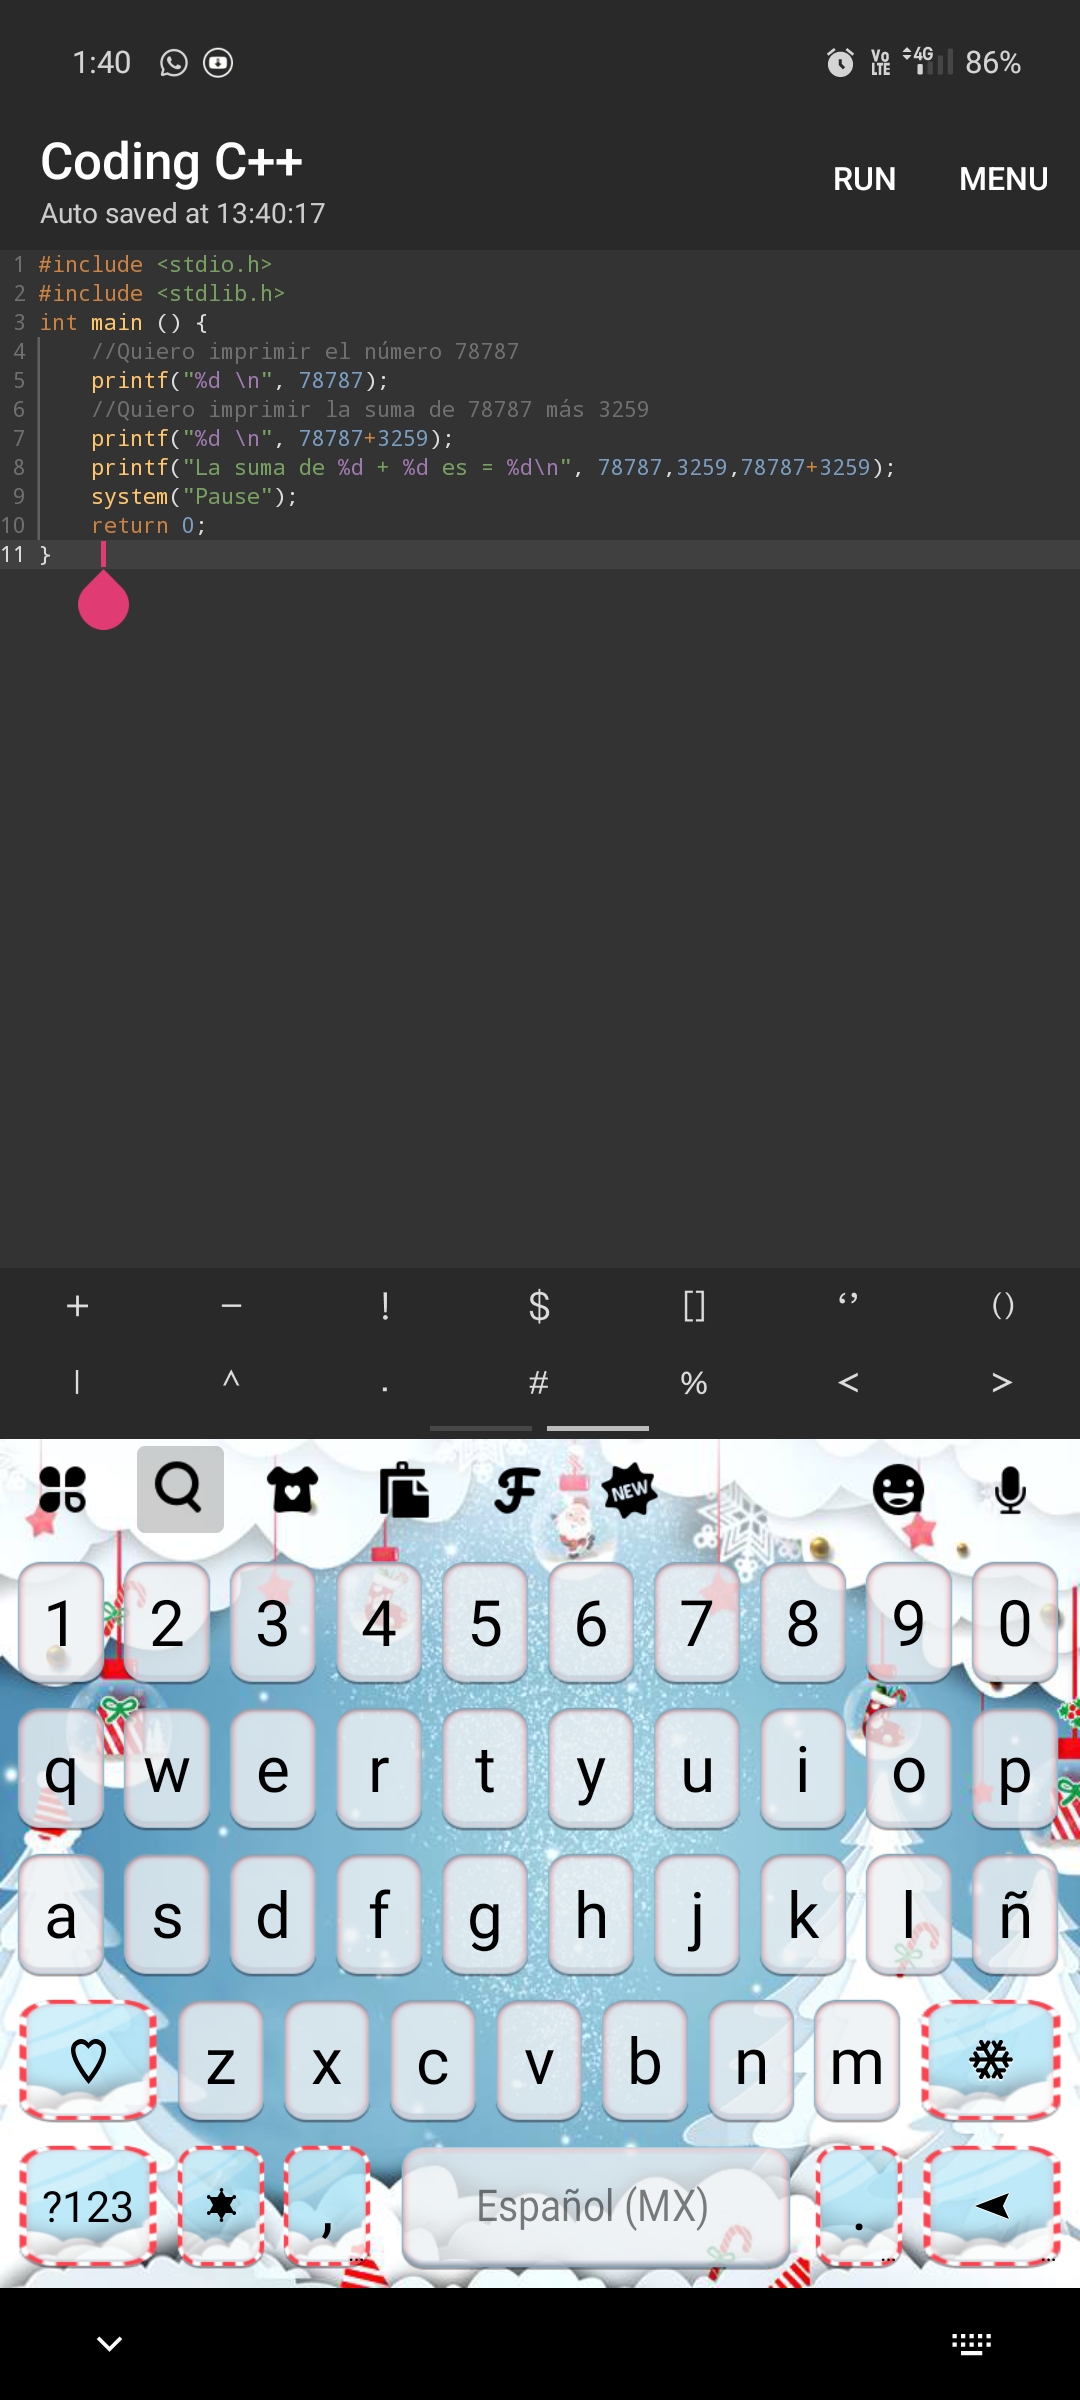 1:40 Vo LTE 4G 86%
Coding C++
RUN MENU
Auto saved at 13:40:17
1 #include <stdio.h>
2 #include <stdlib.h>
3 int main () {
4 //Quiero imprimir el número 78787
5 printf("%d \n", 78787);
6 //Quiero imprimir la suma de 78787 más 3259
7 printf("%d \n", 78787+3259);
8 printf("La suma de %d + %d es = %d\n", 78787,3259,78787+3259);
9 system("Pause");
10 return 0;
11 }
+ − ! $ [] ‘’ ()
| ^ . # % < >
F NEW
1 2 3 4 5 6 7 8 9 0
q w e r t y u i o p
a s d f g h j k l ñ
z x c v b n m
?123 , Español (MX) .